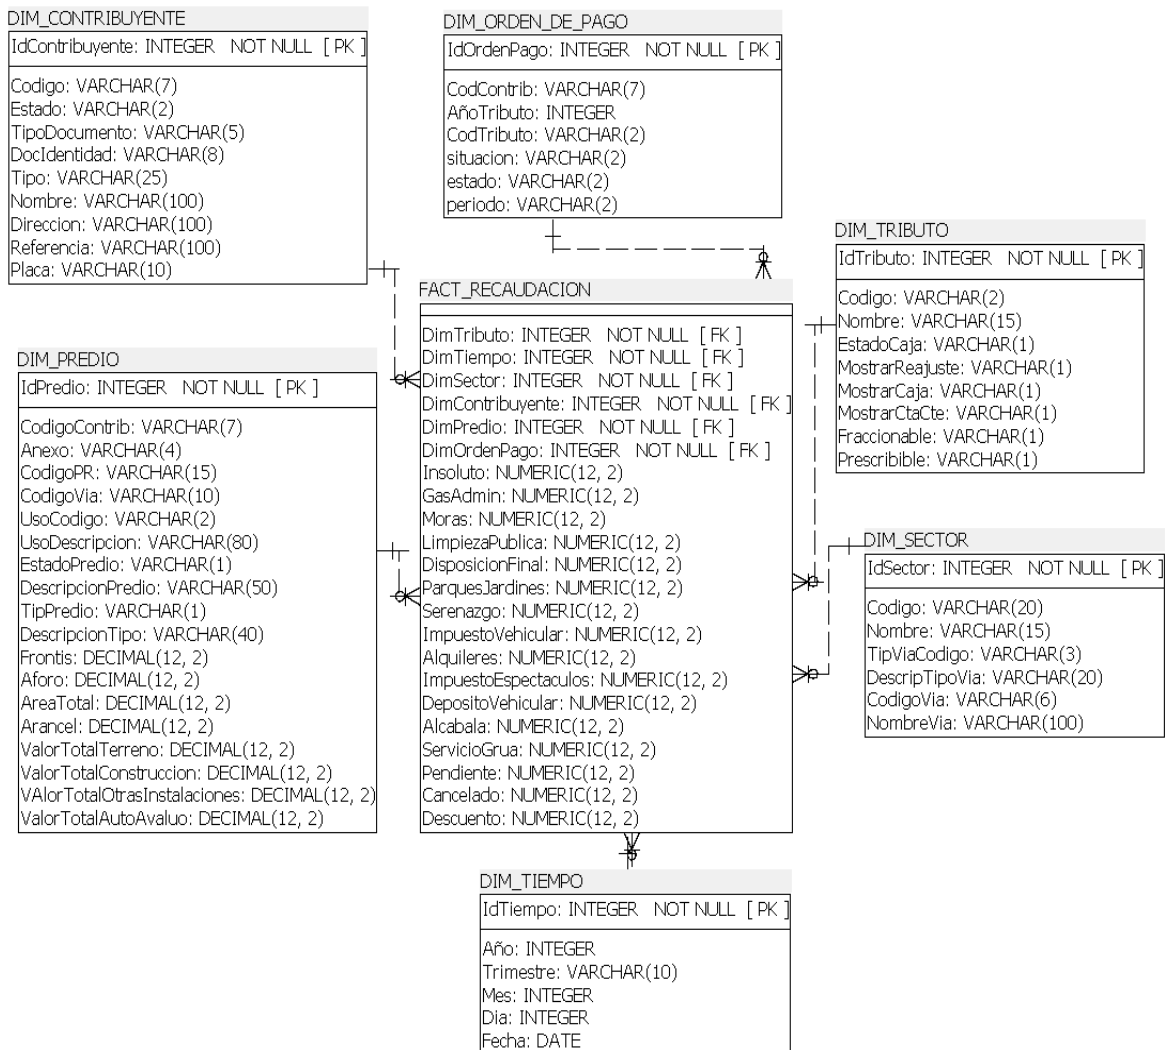 DIM_CONTRIBUYENTE
IdContribuyente: INTEGER NOT NULL [ PK ]
Codigo: VARCHAR(7)
Estado: VARCHAR(2)
TipoDocumento: VARCHAR(5)
DocIdentidad: VARCHAR(8)
Tipo: VARCHAR(25)
Nombre: VARCHAR(100)
Direccion: VARCHAR(100)
Referencia: VARCHAR(100)
Placa: VARCHAR(10)
DIM_ORDEN_DE_PAGO
IdOrdenPago: INTEGER NOT NULL [ PK ]
CodContrib: VARCHAR(7)
AñoTributo: INTEGER
CodTributo: VARCHAR(2)
situacion: VARCHAR(2)
estado: VARCHAR(2)
periodo: VARCHAR(2)
DIM_TRIBUTO
IdTributo: INTEGER NOT NULL [ PK ]
Codigo: VARCHAR(2)
Nombre: VARCHAR(15)
EstadoCaja: VARCHAR(1)
MostrarReajuste: VARCHAR(1)
MostrarCaja: VARCHAR(1)
MostrarCtaCte: VARCHAR(1)
Fraccionable: VARCHAR(1)
Prescribible: VARCHAR(1)
FACT_RECAUDACION
DimTributo: INTEGER NOT NULL [ FK ]
DimTiempo: INTEGER NOT NULL [ FK ]
DimSector: INTEGER NOT NULL [ FK ]
DimContribuyente: INTEGER NOT NULL [ FK ]
DimPredio: INTEGER NOT NULL [ FK ]
DimOrdenPago: INTEGER NOT NULL [ FK ]
Insoluto: NUMERIC(12, 2)
GasAdmin: NUMERIC(12, 2)
Moras: NUMERIC(12, 2)
LimpiezaPublica: NUMERIC(12, 2)
DisposicionFinal: NUMERIC(12, 2)
ParquesJardines: NUMERIC(12, 2)
Serenazgo: NUMERIC(12, 2)
ImpuestoVehicular: NUMERIC(12, 2)
Alquileres: NUMERIC(12, 2)
ImpuestoEspectaculos: NUMERIC(12, 2)
DepositoVehicular: NUMERIC(12, 2)
Alcabala: NUMERIC(12, 2)
ServicioGrua: NUMERIC(12, 2)
Pendiente: NUMERIC(12, 2)
Cancelado: NUMERIC(12, 2)
Descuento: NUMERIC(12, 2)
DIM_PREDIO
IdPredio: INTEGER NOT NULL [ PK ]
CodigoContrib: VARCHAR(7)
Anexo: VARCHAR(4)
CodigoPR: VARCHAR(15)
CodigoVia: VARCHAR(10)
UsoCodigo: VARCHAR(2)
UsoDescripcion: VARCHAR(80)
EstadoPredio: VARCHAR(1)
DescripcionPredio: VARCHAR(50)
TipPredio: VARCHAR(1)
DescripcionTipo: VARCHAR(40)
Frontis: DECIMAL(12, 2)
Aforo: DECIMAL(12, 2)
AreaTotal: DECIMAL(12, 2)
Arancel: DECIMAL(12, 2)
ValorTotalTerreno: DECIMAL(12, 2)
ValorTotalConstruccion: DECIMAL(12, 2)
VAlorTotalOtrasInstalaciones: DECIMAL(12, 2)
ValorTotalAutoAvaluo: DECIMAL(12, 2)
DIM_SECTOR
IdSector: INTEGER NOT NULL [ PK ]
Codigo: VARCHAR(20)
Nombre: VARCHAR(15)
TipViaCodigo: VARCHAR(3)
DescripTipoVia: VARCHAR(20)
CodigoVia: VARCHAR(6)
NombreVia: VARCHAR(100)
DIM_TIEMPO
IdTiempo: INTEGER NOT NULL [ PK ]
Año: INTEGER
Trimestre: VARCHAR(10)
Mes: INTEGER
Dia: INTEGER
Fecha: DATE